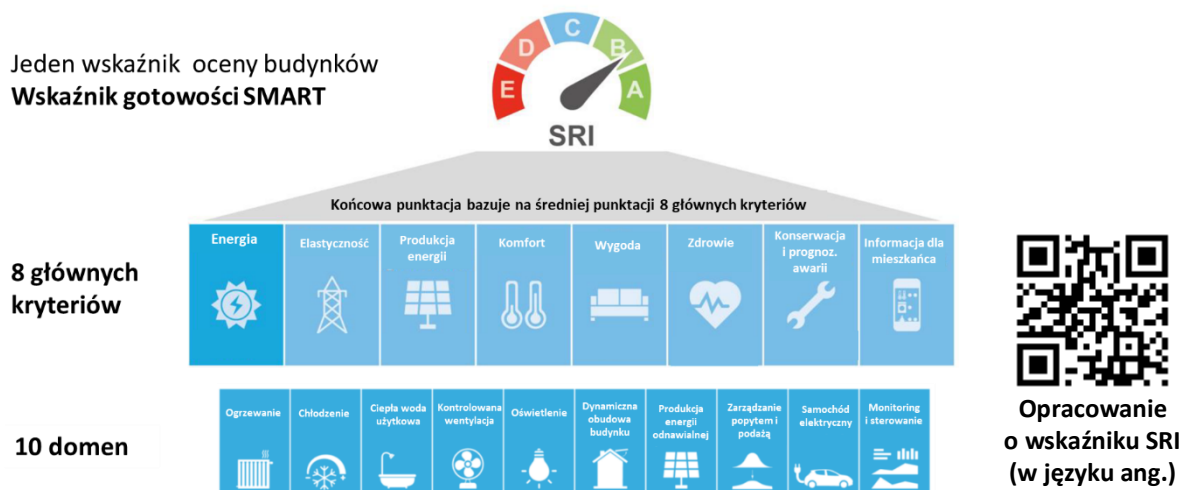 Jeden wskaźnik oceny budynków
Wskaźnik gotowości SMART
E
D
C
B
A
SRI
Końcowa punktacja bazuje na średniej punktacji 8 głównych kryteriów
8 głównych
kryteriów
Energia
Elastyczność
Produkcja
energii
Komfort
Wygoda
Zdrowie
Konserwacja
i prognoz.
awarii
Informacja dla
mieszkańca
10 domen
Ogrzewanie
Chłodzenie
Ciepła woda
użytkowa
Kontrolowana
wentylacja
Oświetlenie
Dynamiczna
obudowa
budynku
Produkcja
energii
odnawialnej
Zarządzanie
popytem i
podażą
Samochód
elektryczny
Monitoring
i sterowanie
Opracowanie
o wskaźniku SRI
(w języku ang.)